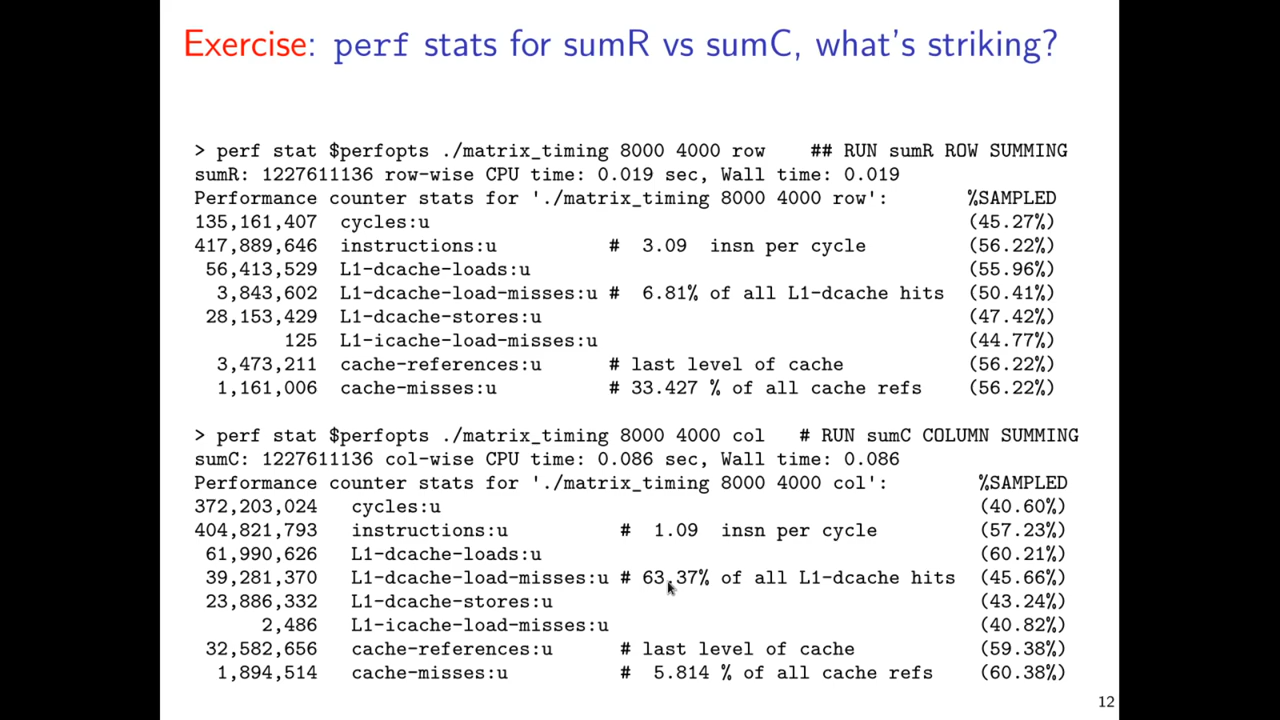 Exercise: perf stats for sumR vs sumC, what's striking?
> perf stat $perfopts ./matrix_timing 8000 4000 row ## RUN sumR ROW SUMMING
sumR: 1227611136 row-wise CPU time: 0.019 sec, Wall time: 0.019
Performance counter stats for './matrix_timing 8000 4000 row': %SAMPLED
135,161,407 cycles:u (45.27%)
417,889,646 instructions:u # 3.09 insn per cycle (56.22%)
56,413,529 L1-dcache-loads:u (55.96%)
3,843,602 L1-dcache-load-misses:u # 6.81% of all L1-dcache hits (50.41%)
28,153,429 L1-dcache-stores:u (47.42%)
125 L1-icache-load-misses:u (44.77%)
3,473,211 cache-references:u # last level of cache (56.22%)
1,161,006 cache-misses:u # 33.427 % of all cache refs (56.22%)
> perf stat $perfopts ./matrix_timing 8000 4000 col # RUN sumC COLUMN SUMMING
sumC: 1227611136 col-wise CPU time: 0.086 sec, Wall time: 0.086
Performance counter stats for './matrix_timing 8000 4000 col': %SAMPLED
372,203,024 cycles:u (40.60%)
404,821,793 instructions:u # 1.09 insn per cycle (57.23%)
61,990,626 L1-dcache-loads:u (60.21%)
39,281,370 L1-dcache-load-misses:u # 63.37% of all L1-dcache hits (45.66%)
23,886,332 L1-dcache-stores:u (43.24%)
2,486 L1-icache-load-misses:u (40.82%)
32,582,656 cache-references:u # last level of cache (59.38%)
1,894,514 cache-misses:u # 5.814 % of all cache refs (60.38%)
12